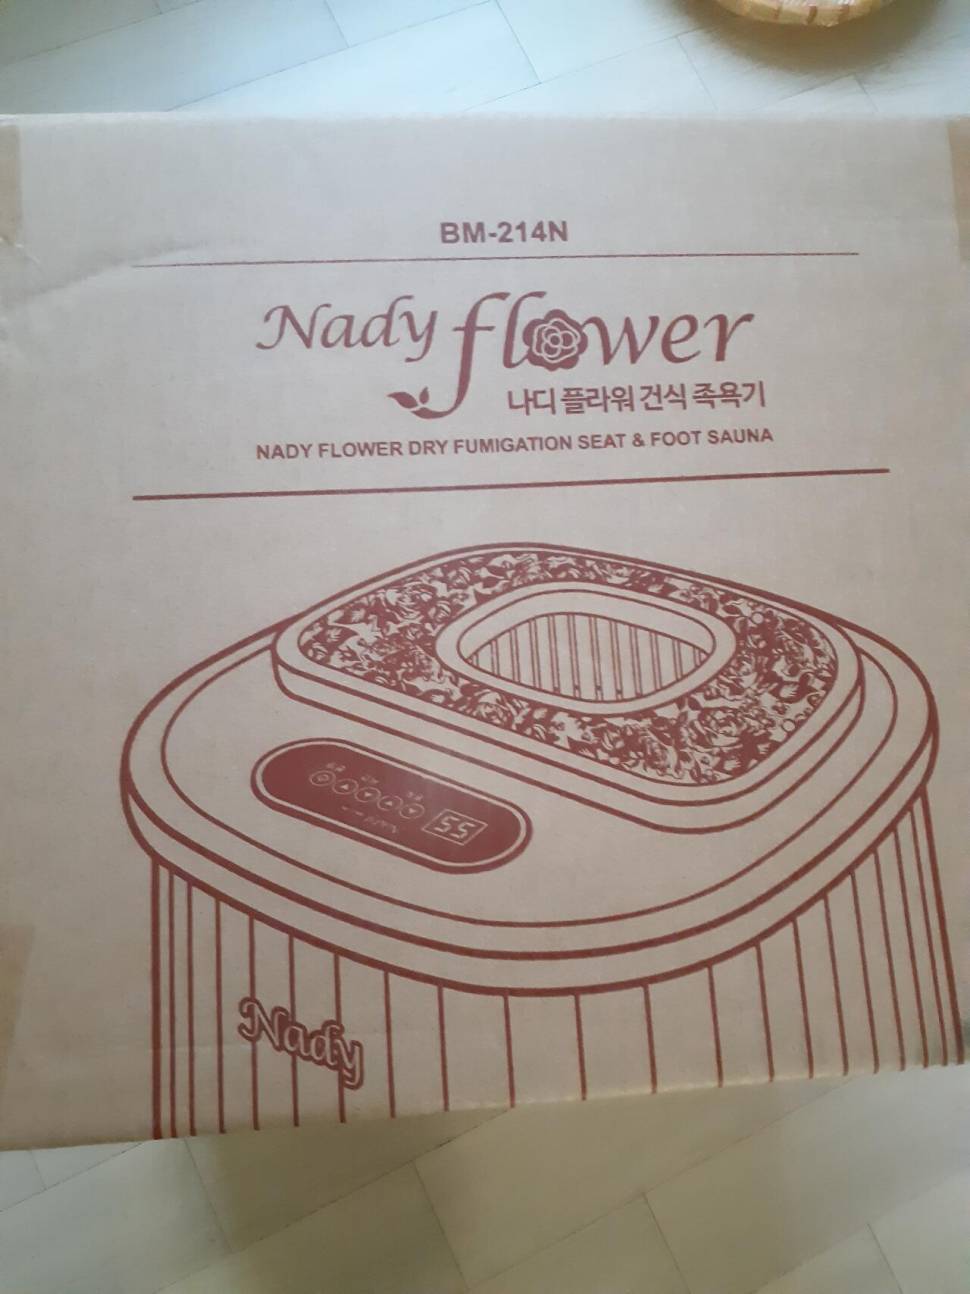 BM-214N
Nady flower
나디 플라워 건식 족욕기
NADY FLOWER DRY FUMIGATION SEAT & FOOT SAUNA
55
Nady